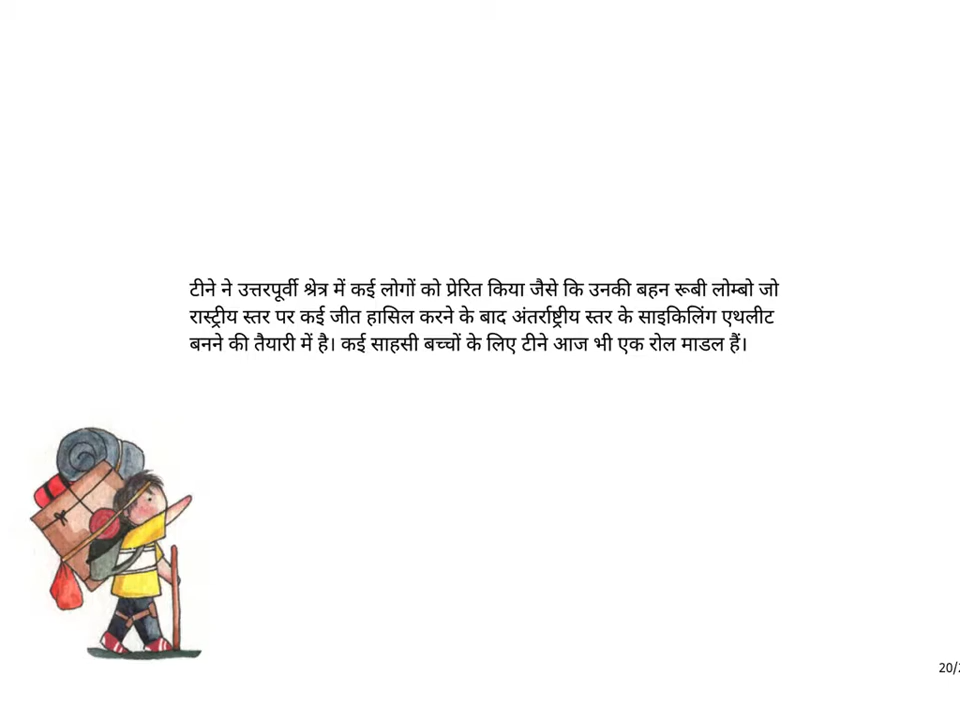 टीने ने उत्तरपूर्वी श्रेत्र में कई लोगों को प्रेरित किया जैसे कि उनकी बहन रूबी लोम्बो जो
रास्ट्रीय स्तर पर कई जीत हासिल करने के बाद अंतर्राष्ट्रीय स्तर के साइकिलिंग एथलीट
बनने की तैयारी में है। कई साहसी बच्चों के लिए टीने आज भी एक रोल माडल हैं।
20/